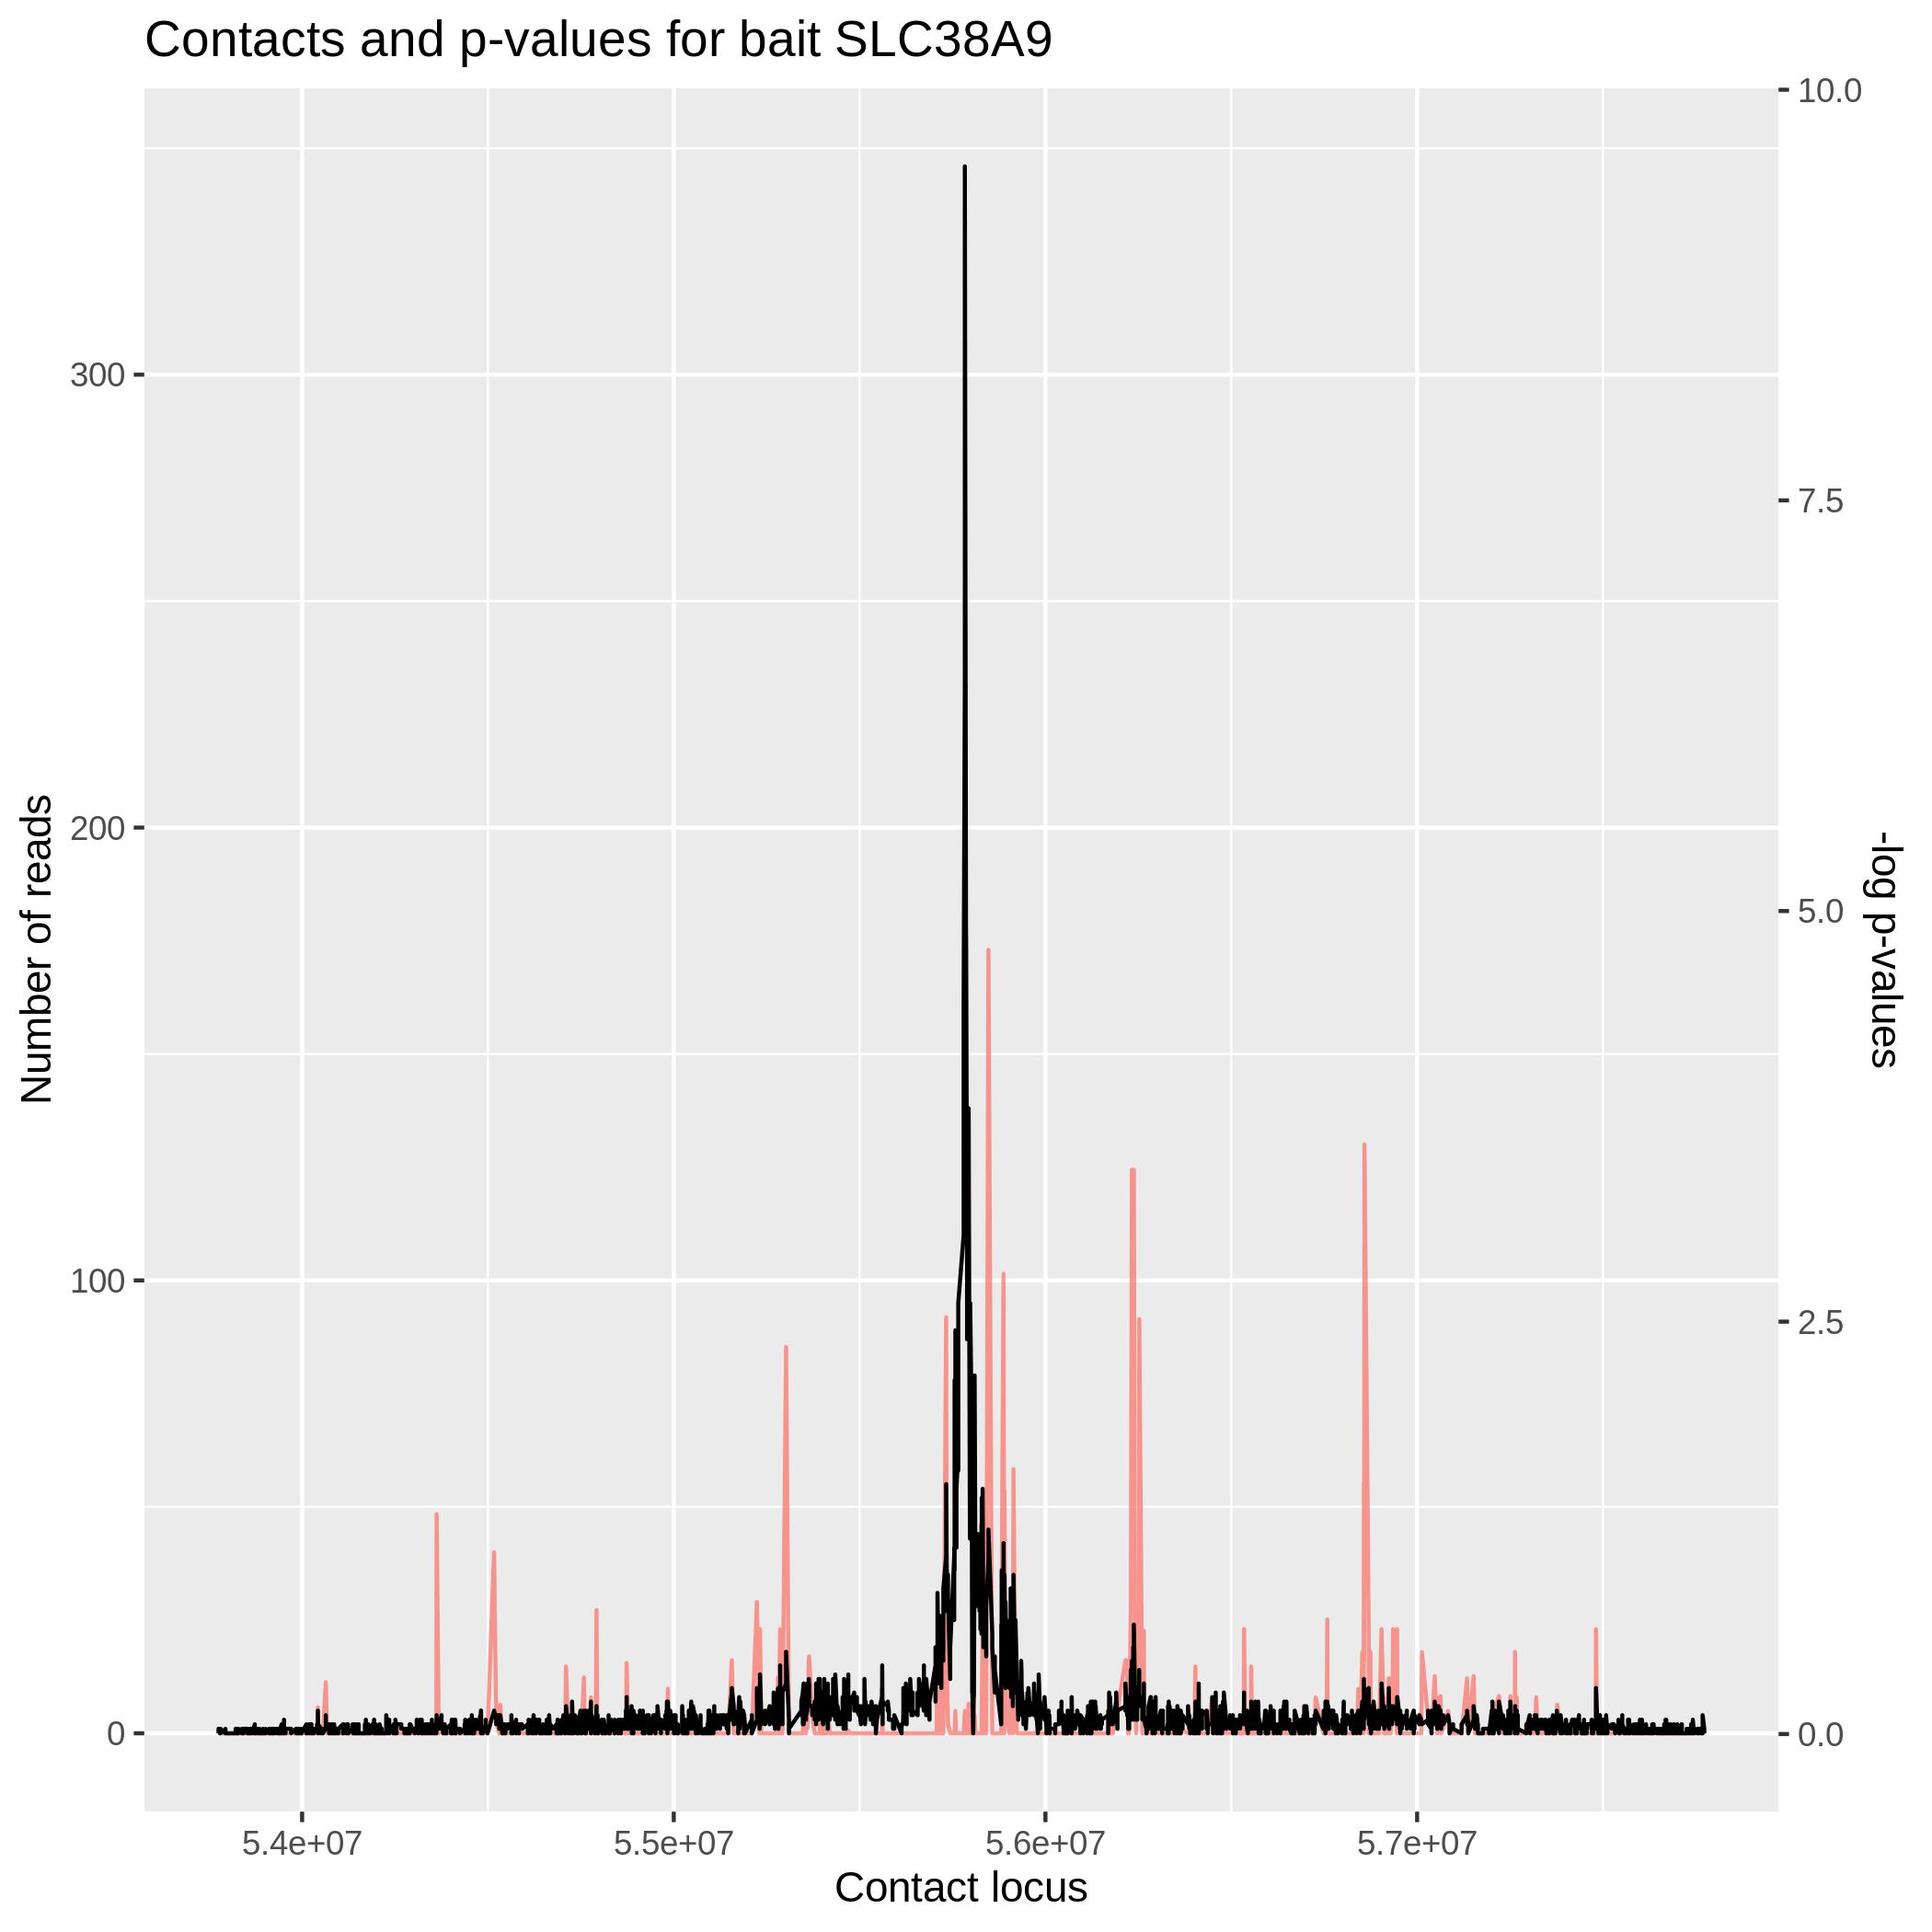 Contacts and p-values for bait SLC38A9
Number of reads
300
200
100
0
10.0
7.5
5.0
2.5
0.0
-log p-values
5.4e+07
5.5e+07
5.6e+07
5.7e+07
Contact locus